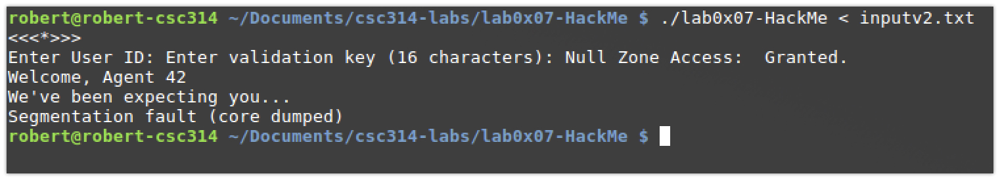 robert@robert-csc314 ~/Documents/csc314-labs/lab0x07-HackMe $ ./lab0x07-HackMe < inputv2.txt
<<<*>>>
Enter User ID: Enter validation key (16 characters): Null Zone Access:  Granted.
Welcome, Agent 42
We've been expecting you...
Segmentation fault (core dumped)
robert@robert-csc314 ~/Documents/csc314-labs/lab0x07-HackMe $